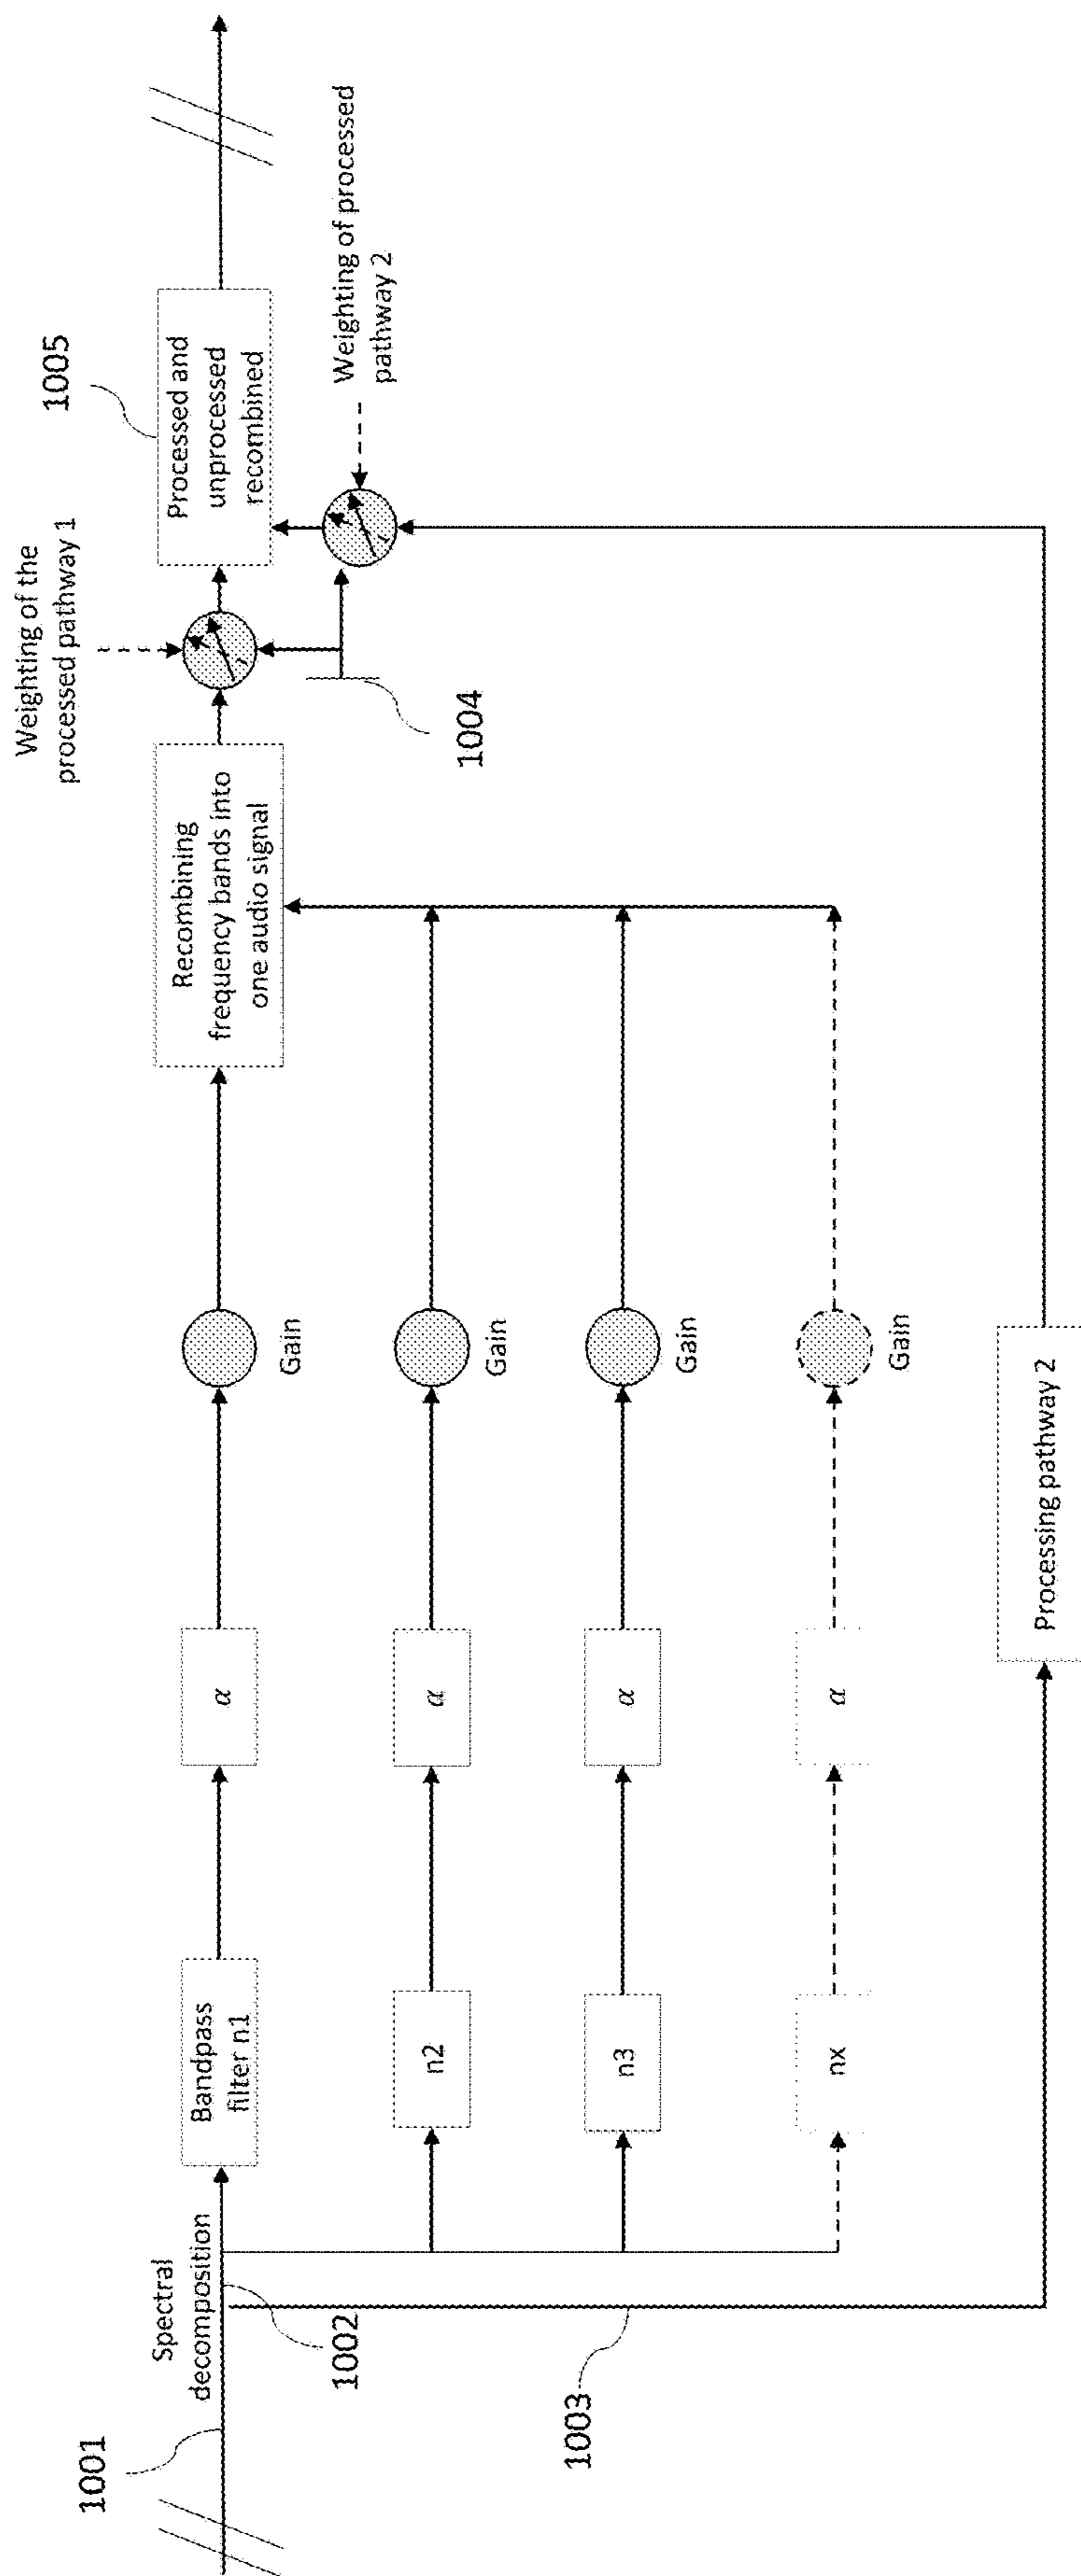 1001
Spectral
decomposition
1002
1003
Bandpass
filter n1
n2
n3
nx
α
α
α
α
Gain
Gain
Gain
Gain
Processing pathway 2
Recombining
frequency bands into
one audio signal
Weighting of the
processed pathway 1
1004
1005
Processed and
unprocessed
recombined
Weighting of processed
pathway 2